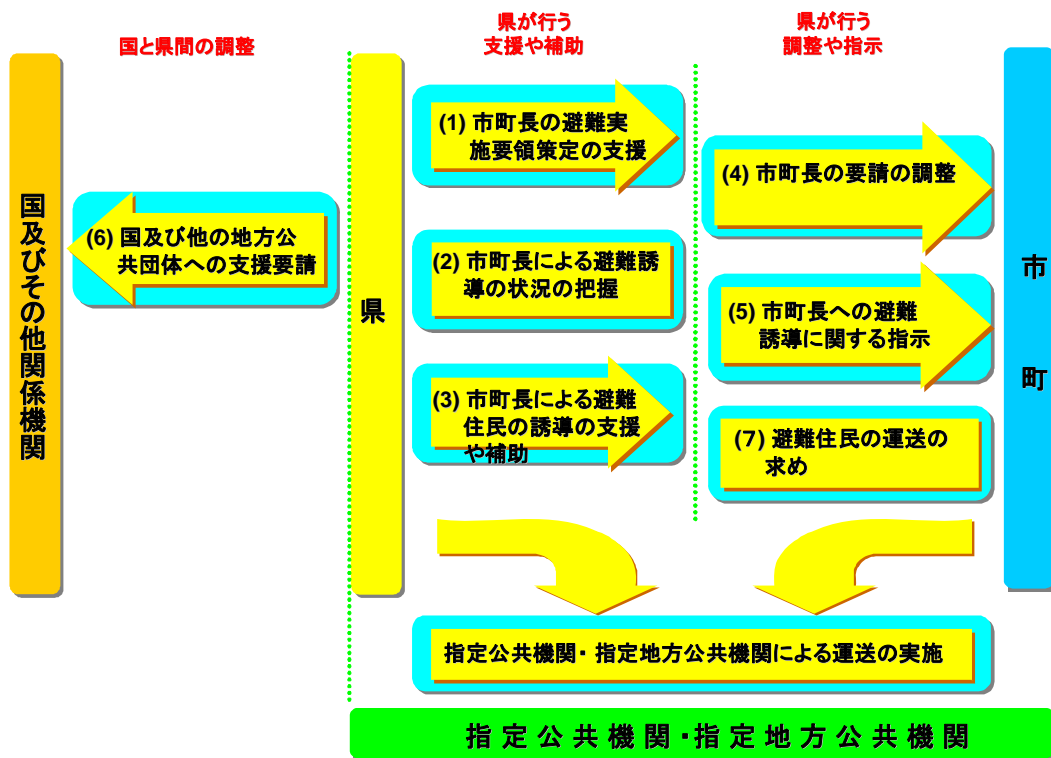 国と県間の調整
県が行う
支援や補助
県が行う
調整や指示
国及びその他関係機関
県
市町
(1) 市町長の避難実
施要領策定の支援
(2) 市町長による避難誘
導の状況の把握
(3) 市町長による避難
住民の誘導の支援
や補助
(4) 市町長の要請の調整
(5) 市町長への避難
誘導に関する指示
(6) 国及び他の地方公
共団体への支援要請
(7) 避難住民の運送の
求め
指定公共機関・指定地方公共機関による運送の実施
指定公共機関・指定地方公共機関